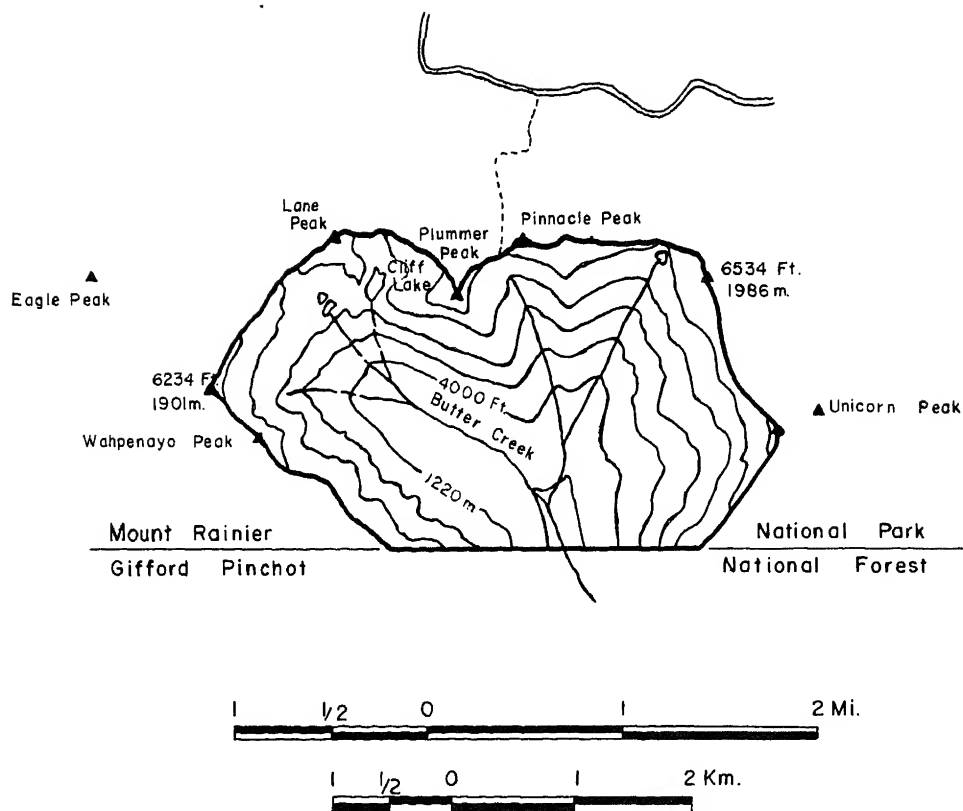 Lane
Peak
Plummer
Peak
Pinnacle Peak
Cliff
Lake
Eagle Peak
6534 Ft.
1986 m.
6234 Ft.
1901m.
4000 Ft.
Butter Creek
Unicorn Peak
Wahpenayo Peak
1220 m
Mount Rainier National Park
Gifford Pinchot National Forest
1 1/2 0 1 2 Mi.
1 1/2 0 1 2 Km.